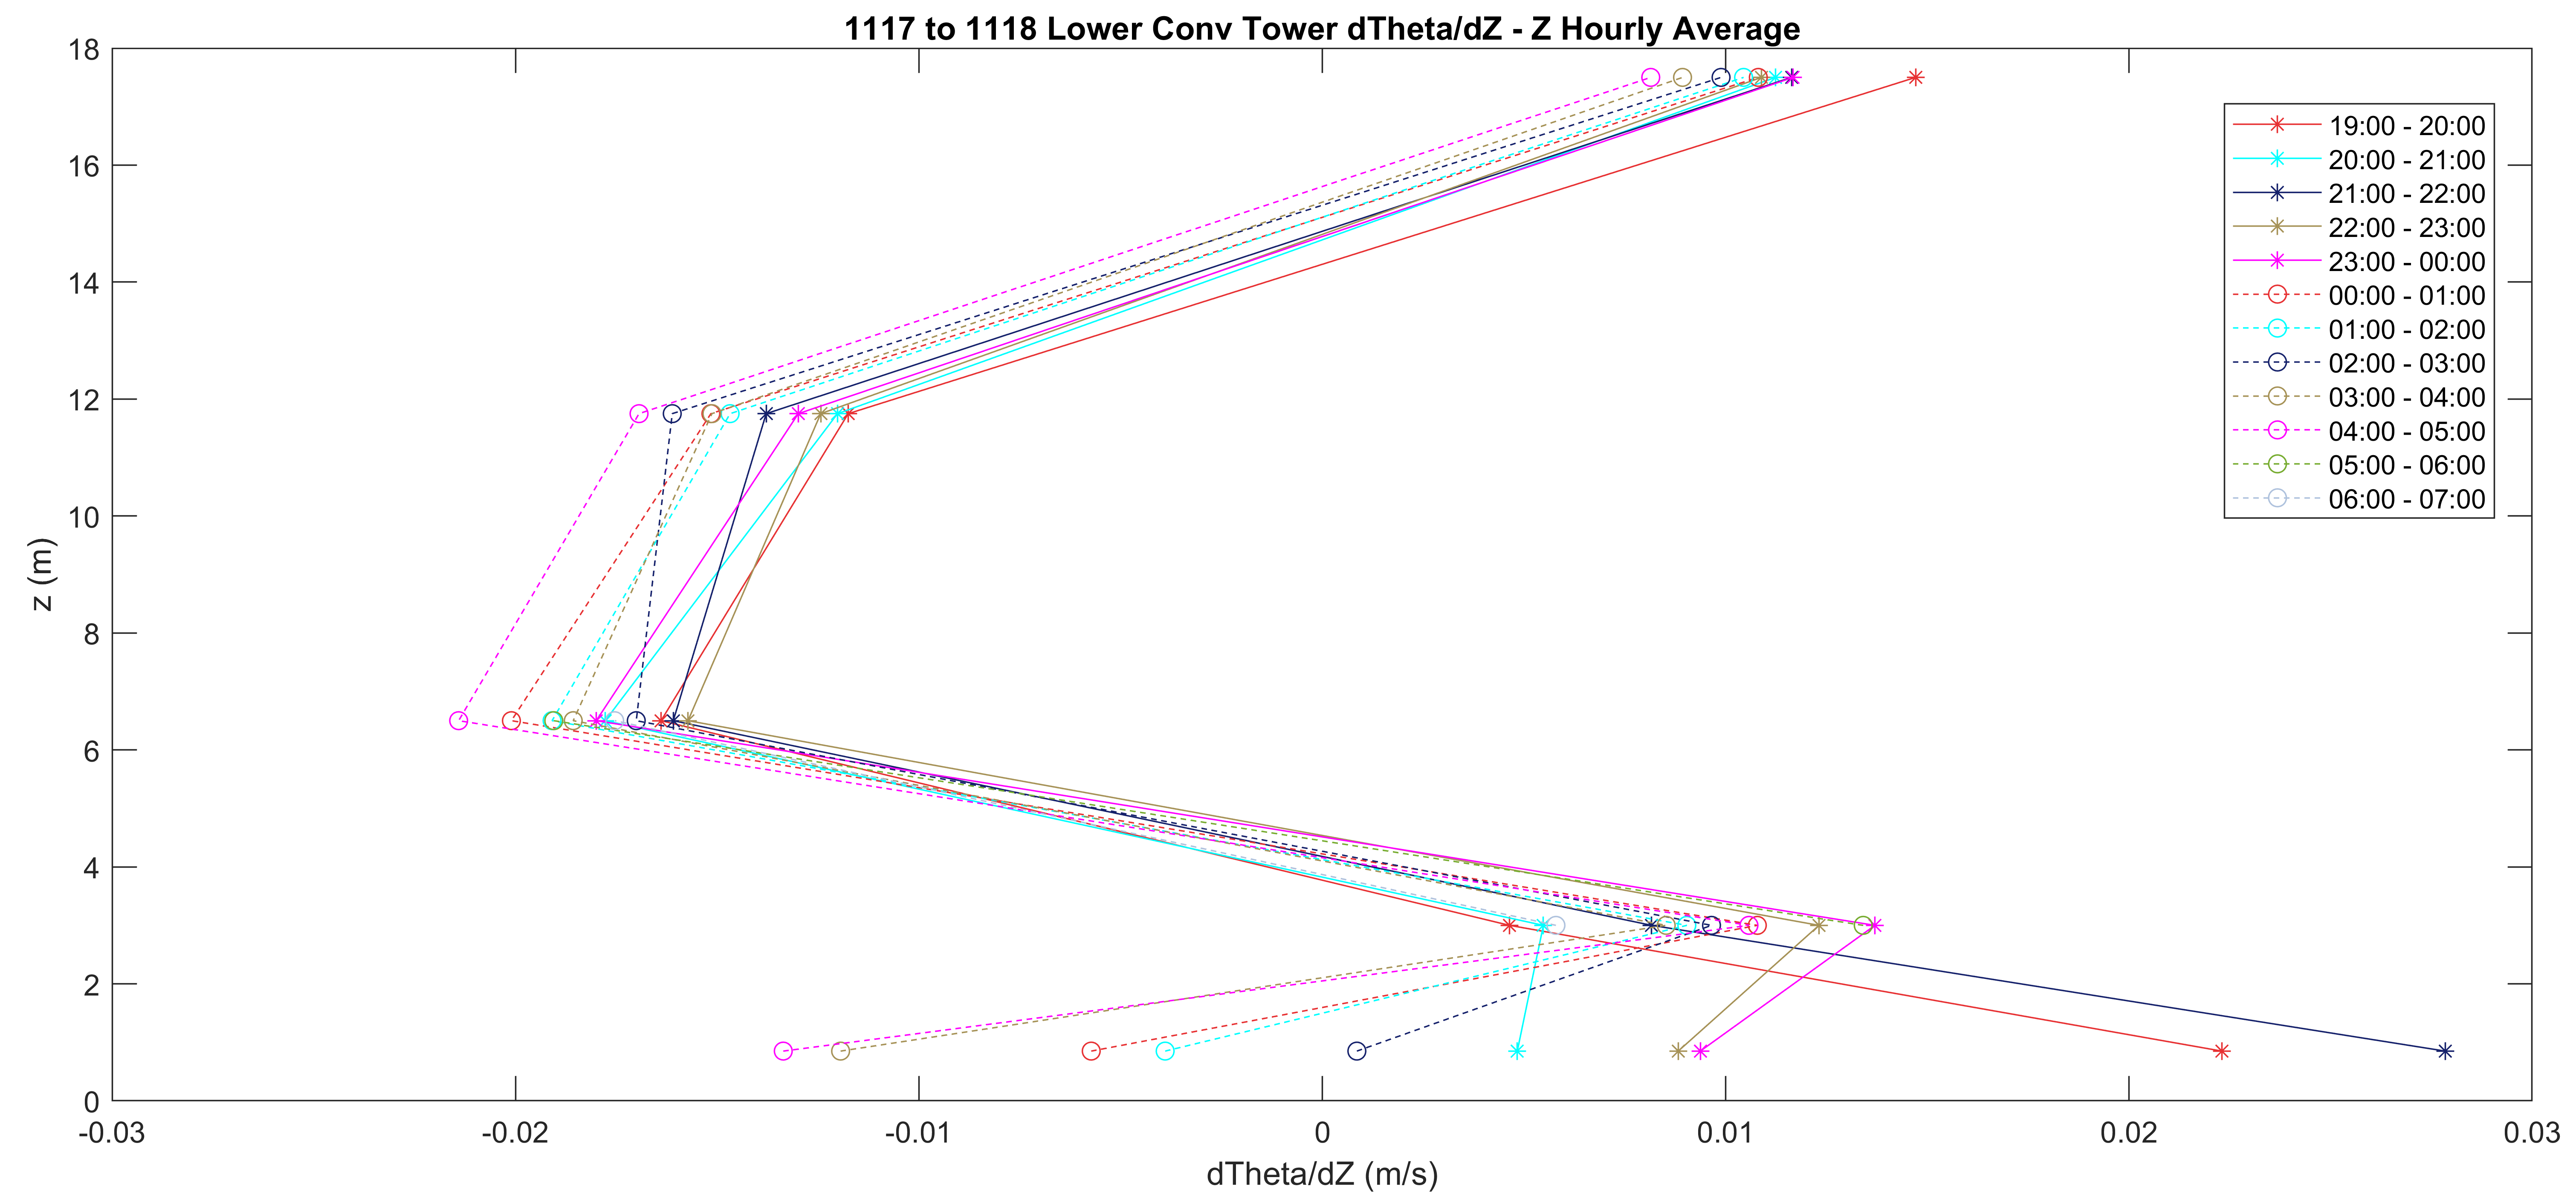 1117 to 1118 Lower Conv Tower dTheta/dZ - Z Hourly Average
18
16
14
12
10
8
6
4
2
0
z (m)
-0.03
-0.02
-0.01
0
0.01
0.02
0.03
dTheta/dZ (m/s)
19:00 - 20:00
20:00 - 21:00
21:00 - 22:00
22:00 - 23:00
23:00 - 00:00
00:00 - 01:00
01:00 - 02:00
02:00 - 03:00
03:00 - 04:00
04:00 - 05:00
05:00 - 06:00
06:00 - 07:00